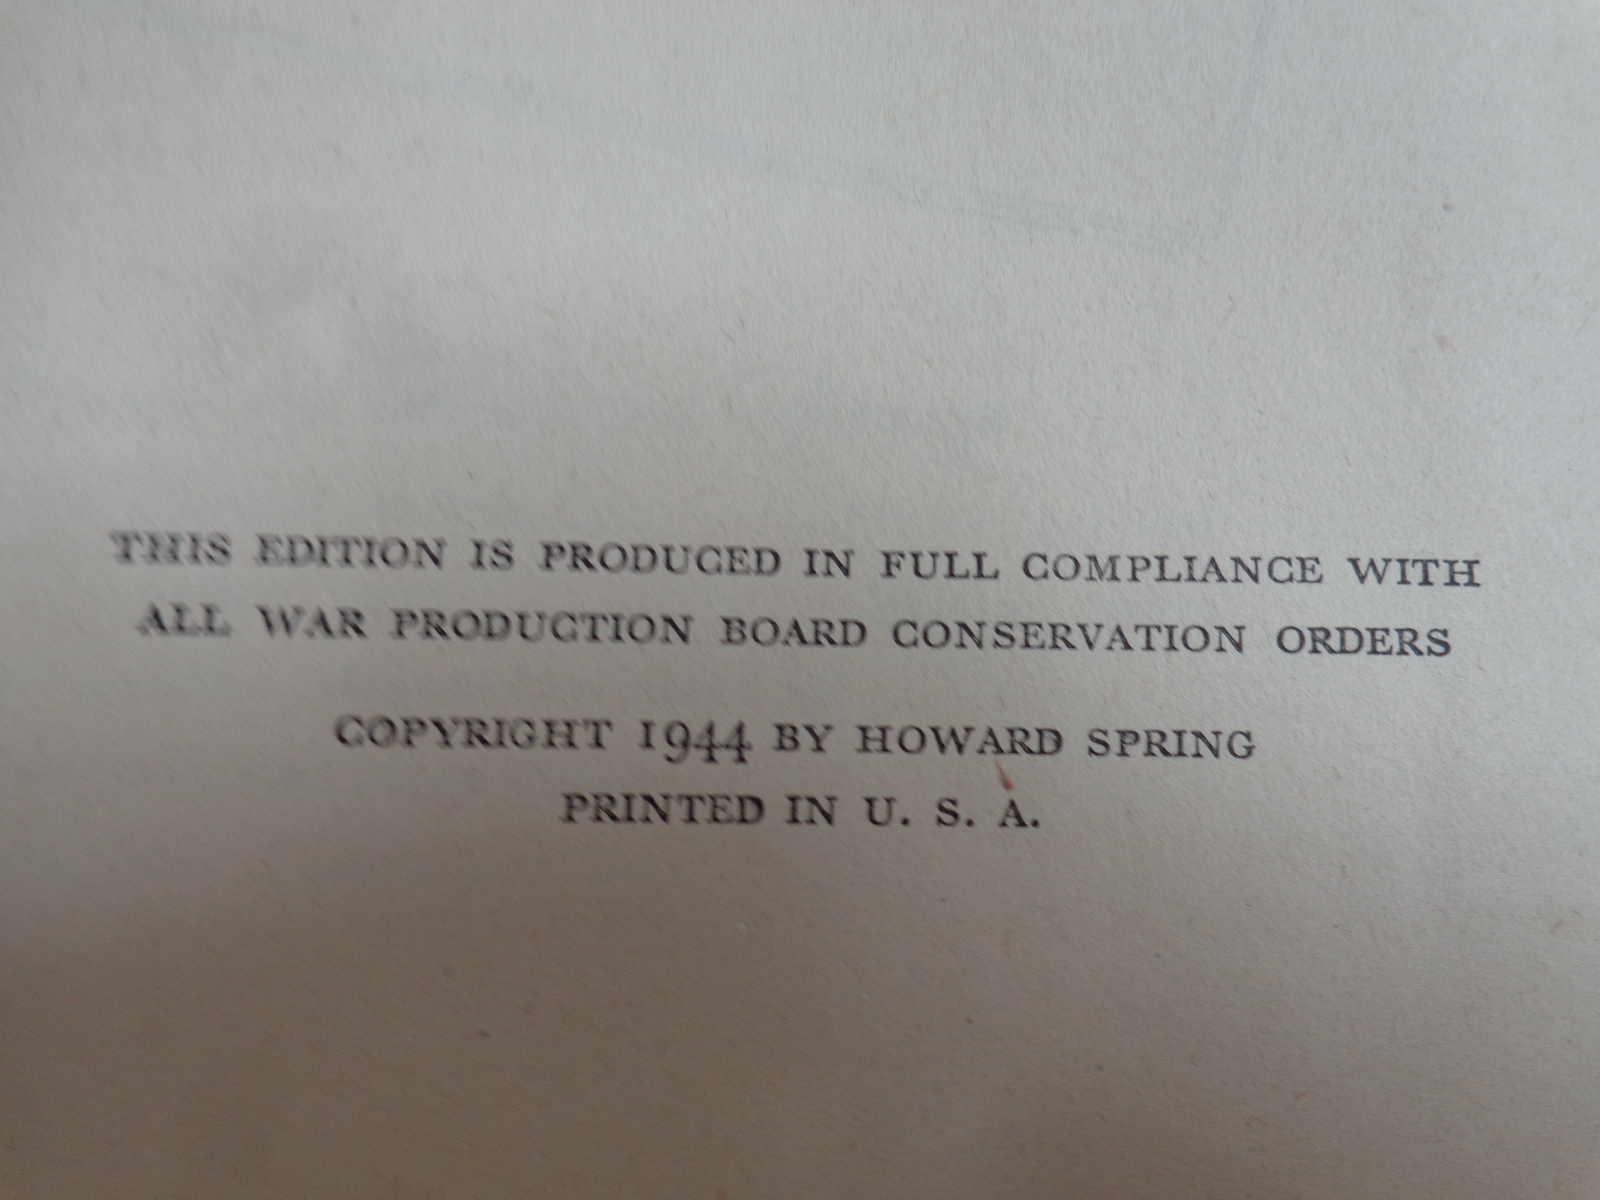 THIS EDITION IS PRODUCED IN FULL COMPLIANCE WITH
ALL WAR PRODUCTION BOARD CONSERVATION ORDERS
COPYRIGHT 1944 BY HOWARD SPRING
PRINTED IN U. S. A.